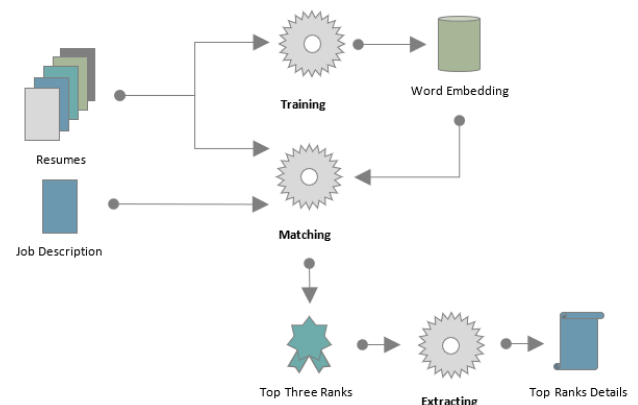 Training
Word Embedding
Resumes
Job Description
Matching
Top Three Ranks
Extracting
Top Ranks Details